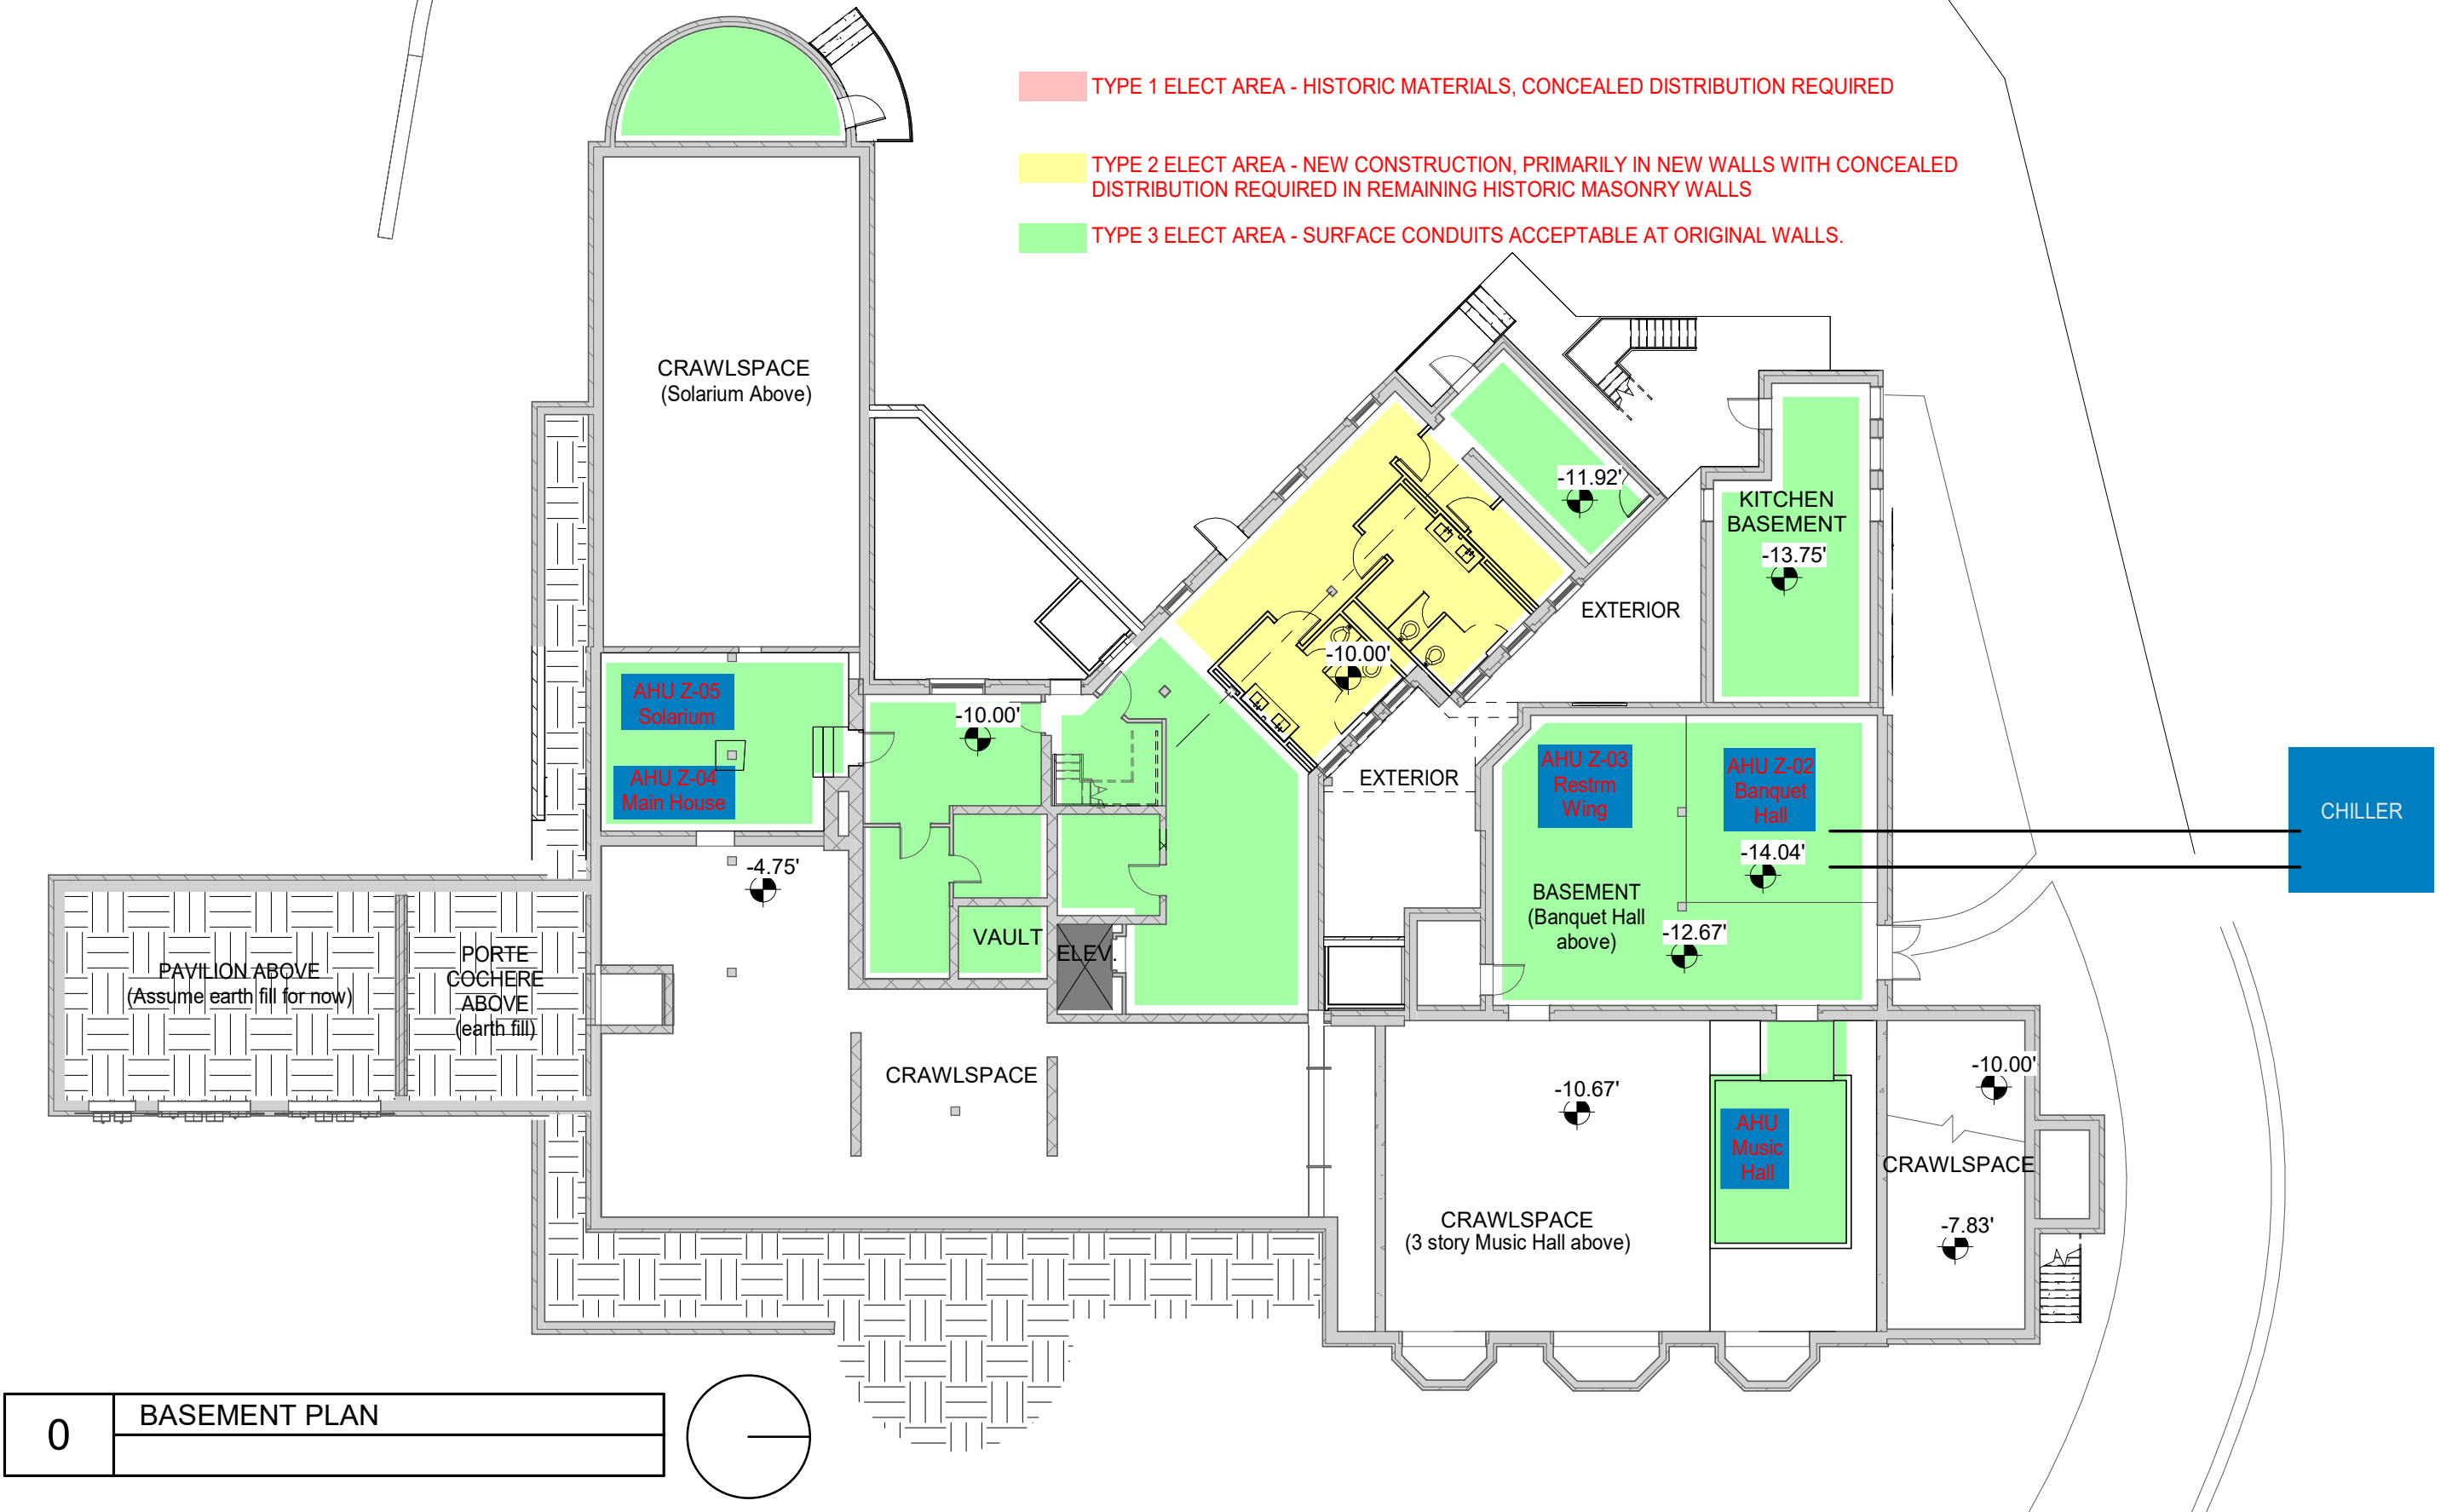 TYPE 1 ELECT AREA - HISTORIC MATERIALS, CONCEALED DISTRIBUTION REQUIRED
TYPE 2 ELECT AREA - NEW CONSTRUCTION, PRIMARILY IN NEW WALLS WITH CONCEALED
DISTRIBUTION REQUIRED IN REMAINING HISTORIC MASONRY WALLS
TYPE 3 ELECT AREA - SURFACE CONDUITS ACCEPTABLE AT ORIGINAL WALLS.
CRAWLSPACE
(Solarium Above)
-11.92'
KITCHEN
BASEMENT
-13.75'
EXTERIOR
-10.00'
AHU Z-05
Solarium
-10.00'
AHU Z-04
Main House
EXTERIOR
AHU Z-03
Restrm
Wing
AHU Z-02
Banquet
Hall
CHILLER
-14.04'
-4.75'
BASEMENT
(Banquet Hall
above)
-12.67'
VAULT
ELEV.
PAVILION ABOVE
(Assume earth fill for now)
PORTE
COCHERE
ABOVE
(earth fill)
CRAWLSPACE
-10.67'
-10.00'
AHU
Music
Hall
CRAWLSPACE
CRAWLSPACE
(3 story Music Hall above)
-7.83'
0
BASEMENT PLAN